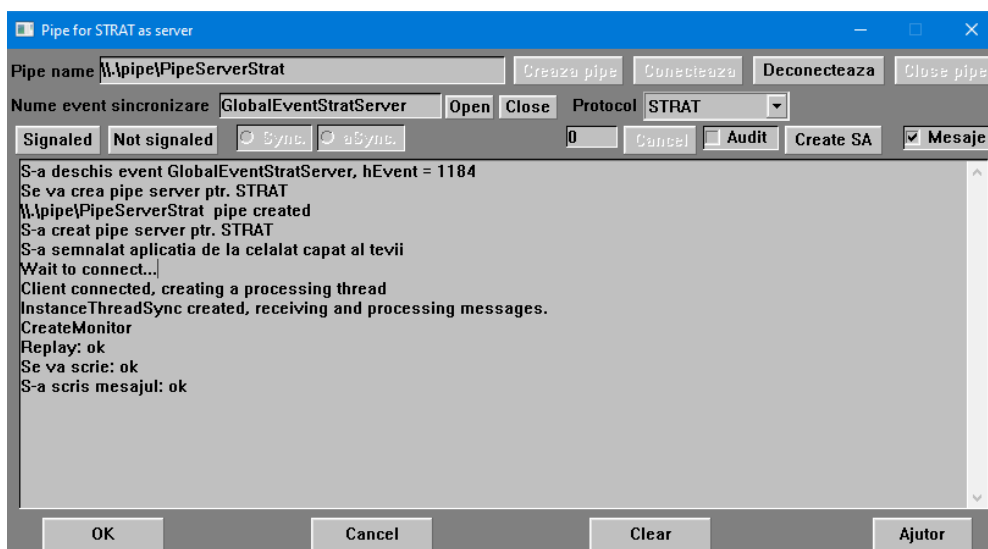 Pipe for STRAT as server
Pipe name \\.\pipe\PipeServerStrat Creaza pipe Conecteaza Deconecteaza Close pipe
Nume event sincronizare GlobalEventStratServer Open Close Protocol STRAT
Signaled Not signaled Sync. aSync. 0 Cancel Audit Create SA Mesaje
S-a deschis event GlobalEventStratServer, hEvent = 1184
Se va crea pipe server ptr. STRAT
\\.\pipe\PipeServerStrat pipe created
S-a creat pipe server ptr. STRAT
S-a semnalat aplicatia de la celalat capat al tevii
Wait to connect...
Client connected, creating a processing thread
InstanceThreadSync created, receiving and processing messages.
CreateMonitor
Replay: ok
Se va scrie: ok
S-a scris mesajul: ok
OK Cancel Clear Ajutor